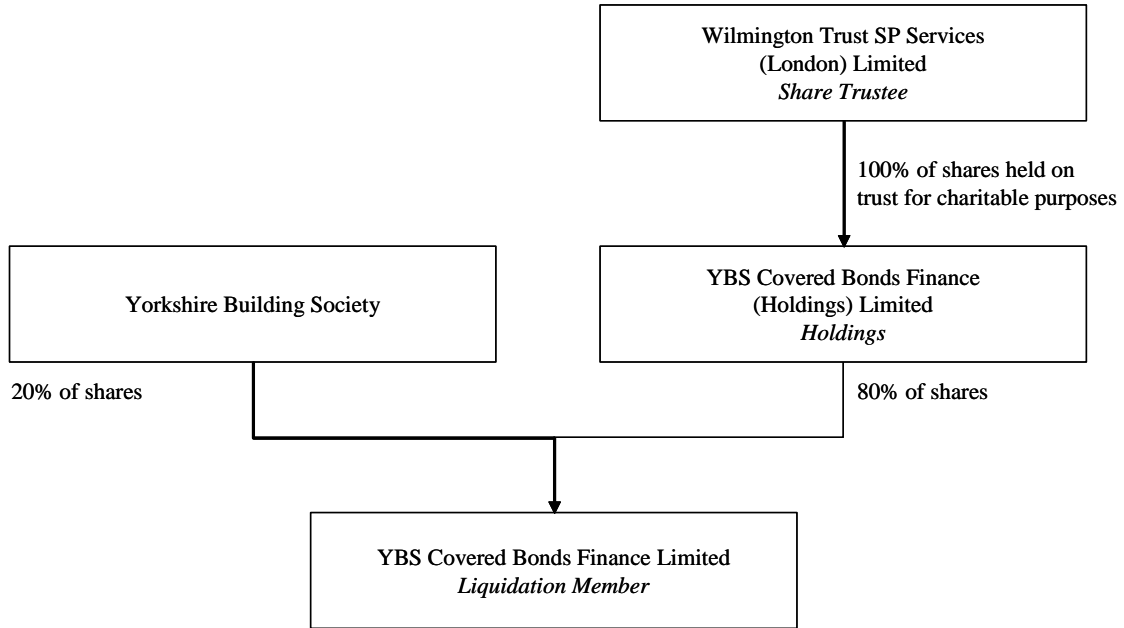 Wilmington Trust SP Services
(London) Limited
Share Trustee
100% of shares held on
trust for charitable purposes
Yorkshire Building Society
YBS Covered Bonds Finance
(Holdings) Limited
Holdings
20% of shares
80% of shares
YBS Covered Bonds Finance Limited
Liquidation Member